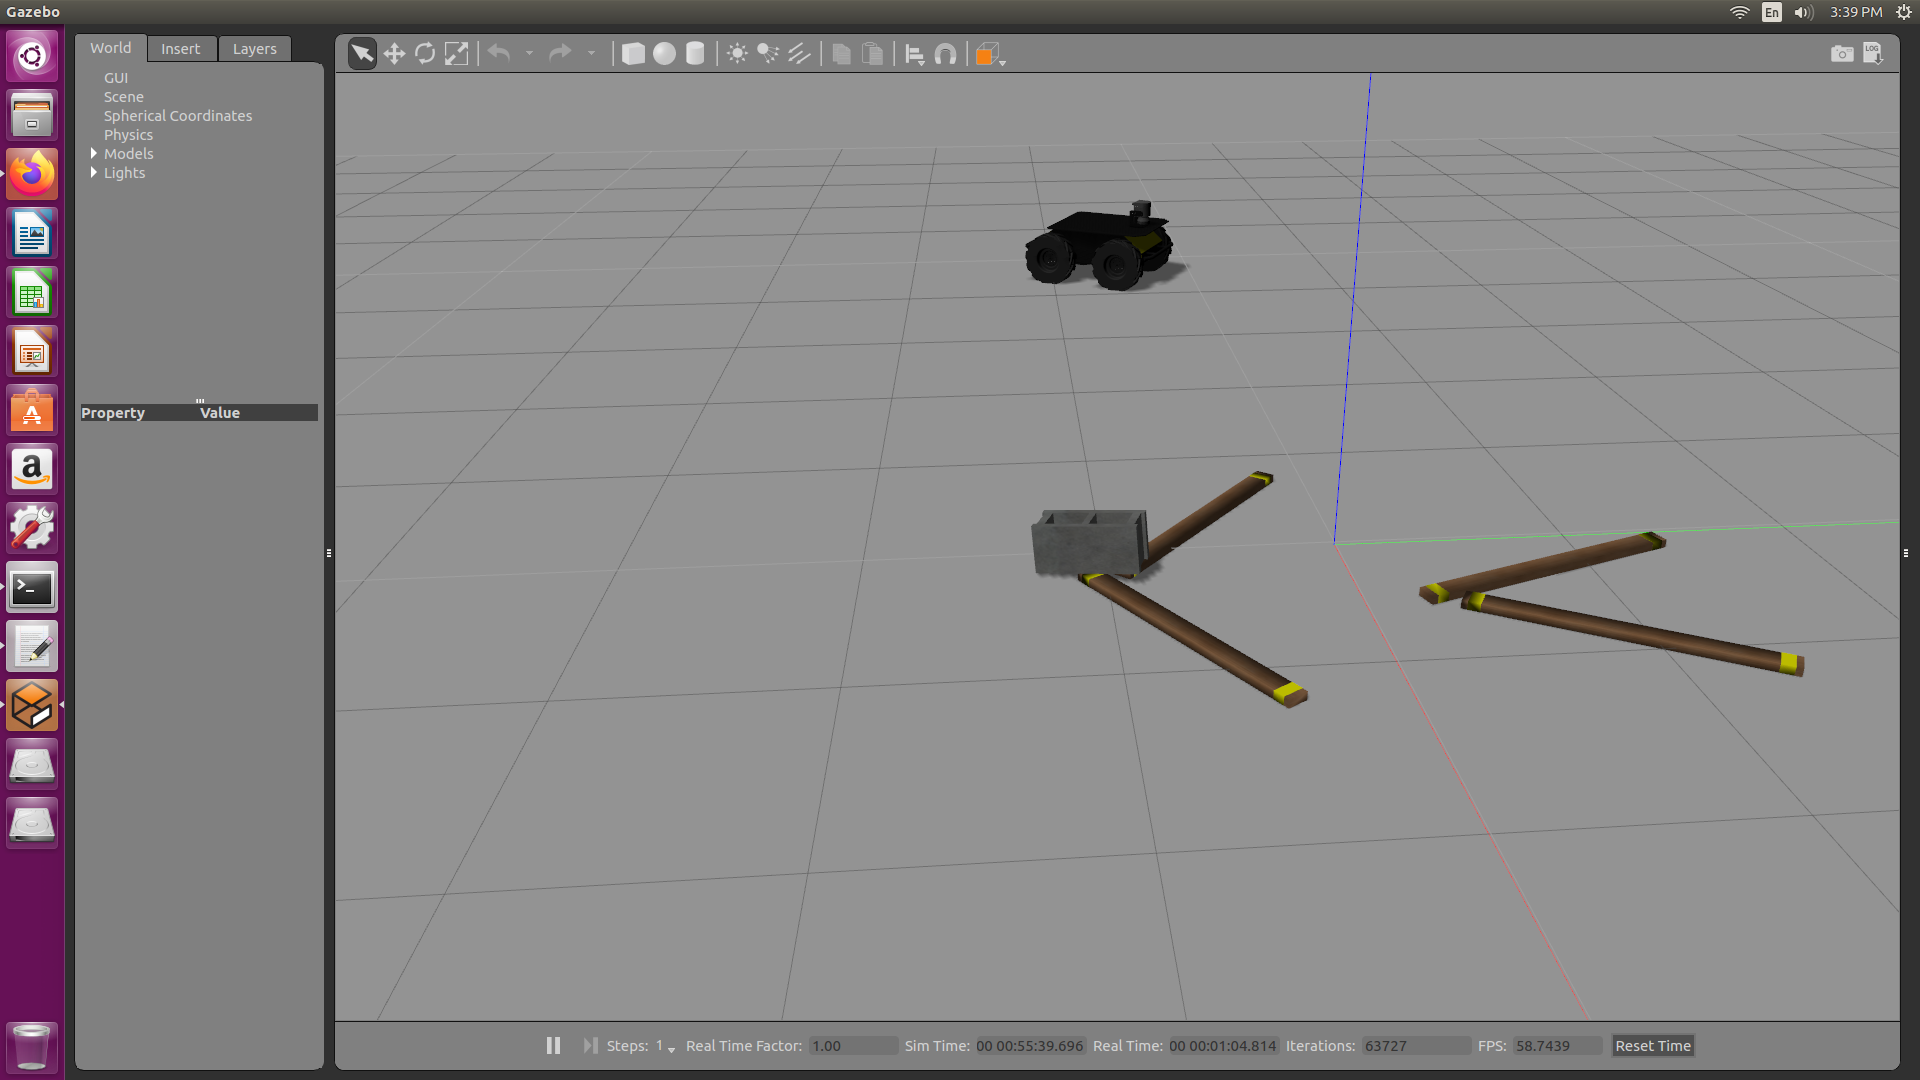 Gazebo
En
3:39 PM
World Insert Layers
LOG
GUI
Scene
Spherical Coordinates
Physics
Models
Lights
Property Value
Steps: 1 Real Time Factor: 1.00 Sim Time: 00 00:55:39.696 Real Time: 00 00:01:04.814 Iterations: 63727 FPS: 58.7439 Reset Time